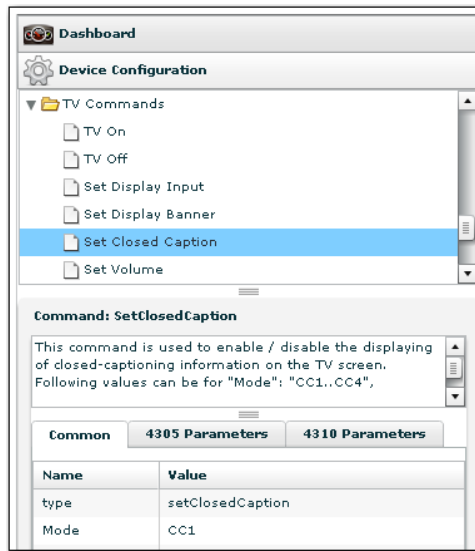 Dashboard
Device Configuration
TV Commands
TV On
TV Off
Set Display Input
Set Display Banner
Set Closed Caption
Set Volume
Command: SetClosedCaption
This command is used to enable / disable the displaying
of closed-captioning information on the TV screen.
Following values can be for "Mode": "CC1..CC4",
Common 4305 Parameters 4310 Parameters
Name Value
type setClosedCaption
Mode CC1